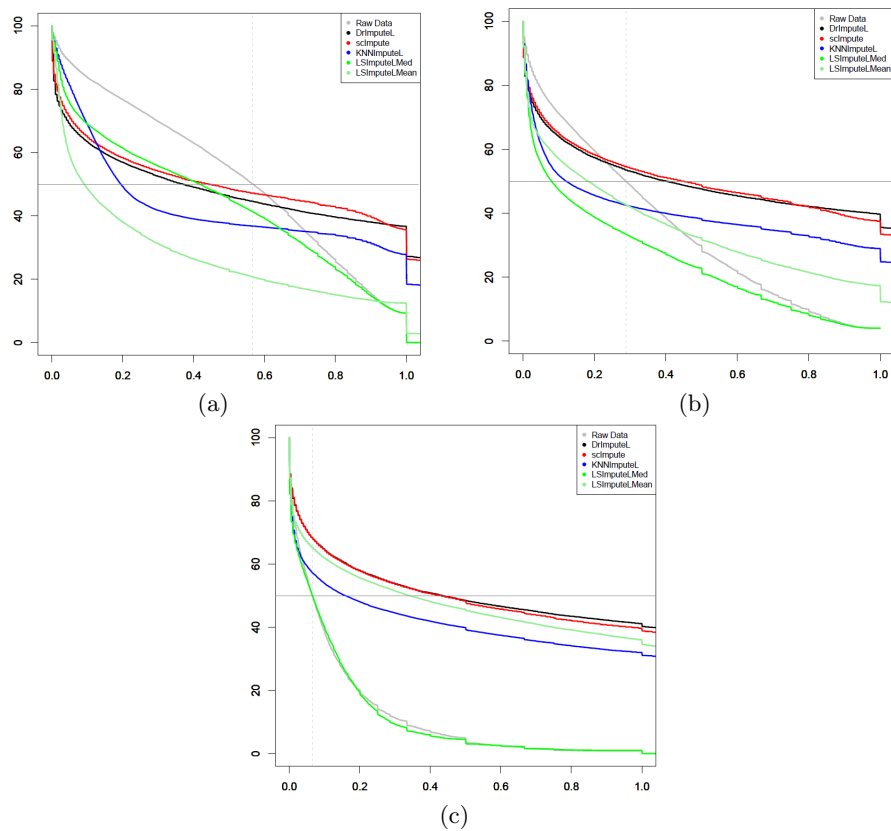 Raw Data
DrImputeL
scImpute
KNNImputeL
LSImputeLMed
LSImputeLMean
100
80
60
40
20
0
0.0 0.2 0.4 0.6 0.8 1.0
(a)
Raw Data
DrImputeL
scImpute
KNNImputeL
LSImputeLMed
LSImputeLMean
100
80
60
40
20
0
0.0 0.2 0.4 0.6 0.8 1.0
(b)
Raw Data
DrImputeL
scImpute
KNNImputeL
LSImputeLMed
LSImputeLMean
100
80
60
40
20
0
0.0 0.2 0.4 0.6 0.8 1.0
(c)